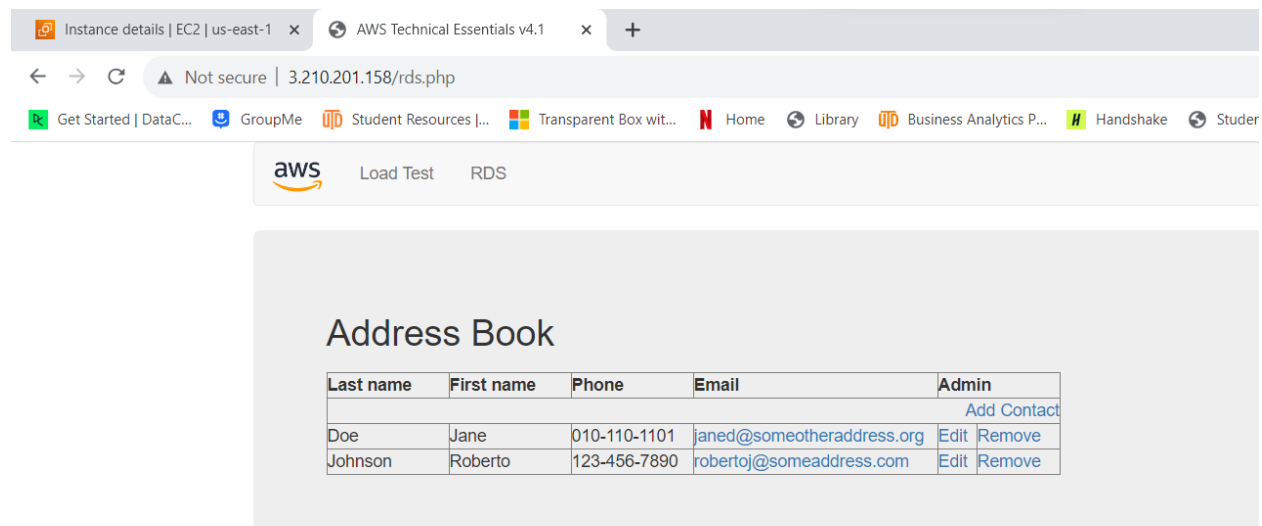 Instance details | EC2 | us-east-1 AWS Technical Essentials v4.1
Not secure | 3.210.201.158/rds.php
Get Started | DataC... GroupMe UTD Student Resources |... Transparent Box wit... N Home Library UTD Business Analytics P... H Handshake Studen
aws Load Test RDS
Address Book
Last name First name Phone Email Admin
Add Contact
Doe Jane 010-110-1101 janed@someotheraddress.org Edit Remove
Johnson Roberto 123-456-7890 robertoj@someaddress.com Edit Remove